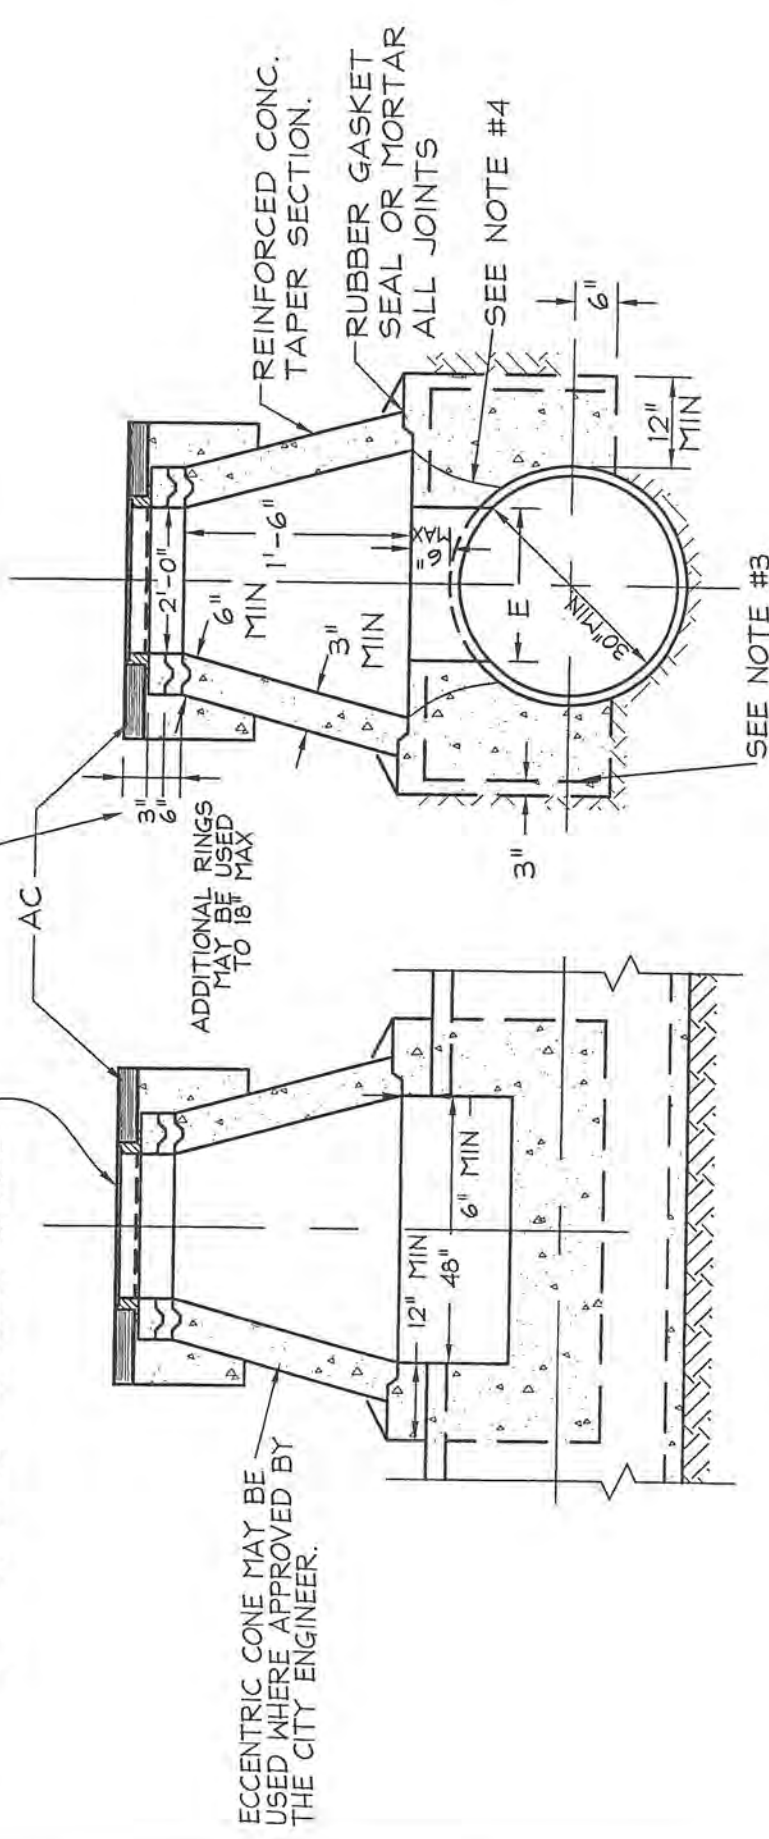 ECCENTRIC CONE MAY BE
USED WHERE APPROVED BY
THE CITY ENGINEER.
12" MIN
48"
6" MIN
AC
ADDITIONAL RINGS
MAY BE USED
TO 18" MAX
3"
6"
2'-0"
6"
MIN
1'-6"
3"
MIN
6"
MAX
E
30" MIN
3"
REINFORCED CONC.
TAPER SECTION.
RUBBER GASKET
SEAL OR MORTAR
ALL JOINTS
SEE NOTE #4
6"
12"
MIN
SEE NOTE #3